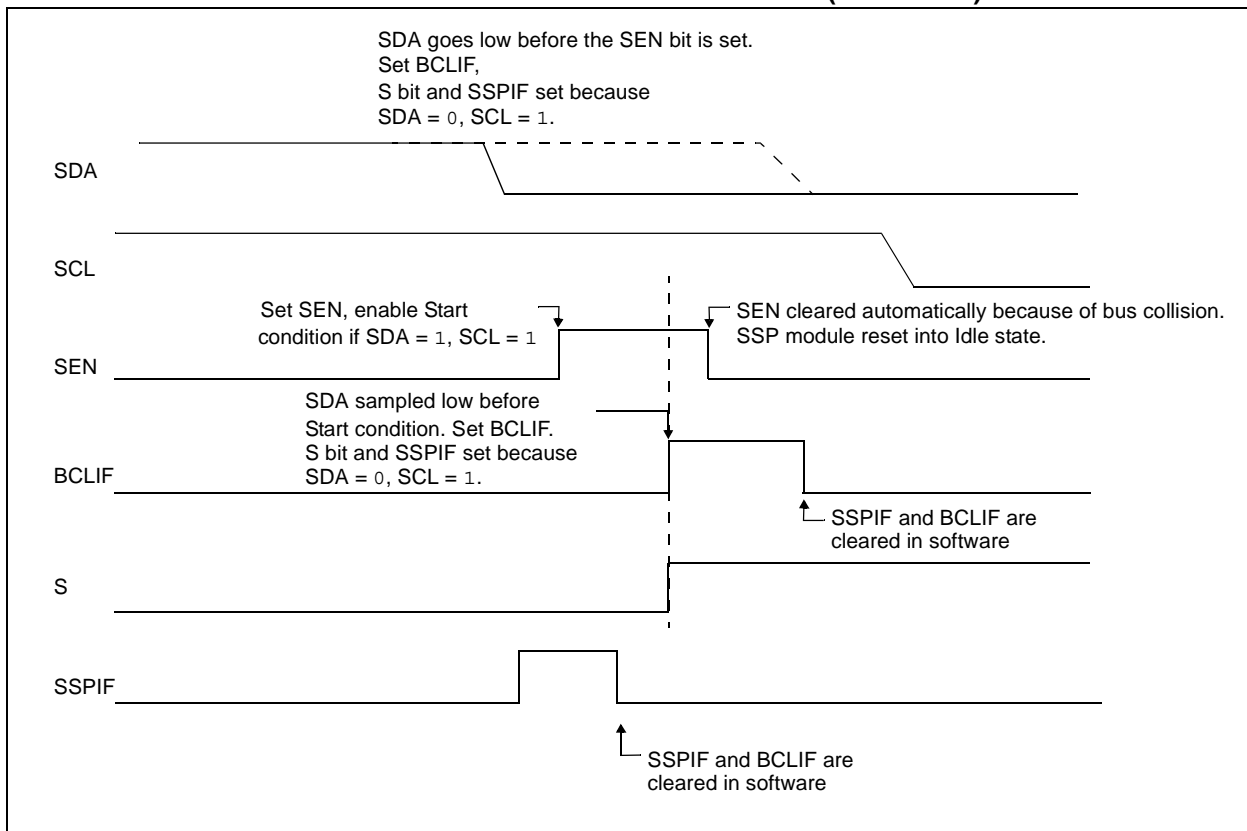 SDA goes low before the SEN bit is set.
Set BCLIF,
S bit and SSPIF set because
SDA = 0, SCL = 1.
SDA
SCL
Set SEN, enable Start
condition if SDA = 1, SCL = 1
SEN cleared automatically because of bus collision.
SSP module reset into Idle state.
SEN
SDA sampled low before
Start condition. Set BCLIF.
S bit and SSPIF set because
SDA = 0, SCL = 1.
BCLIF
SSPIF and BCLIF are
cleared in software
S
SSPIF
SSPIF and BCLIF are
cleared in software